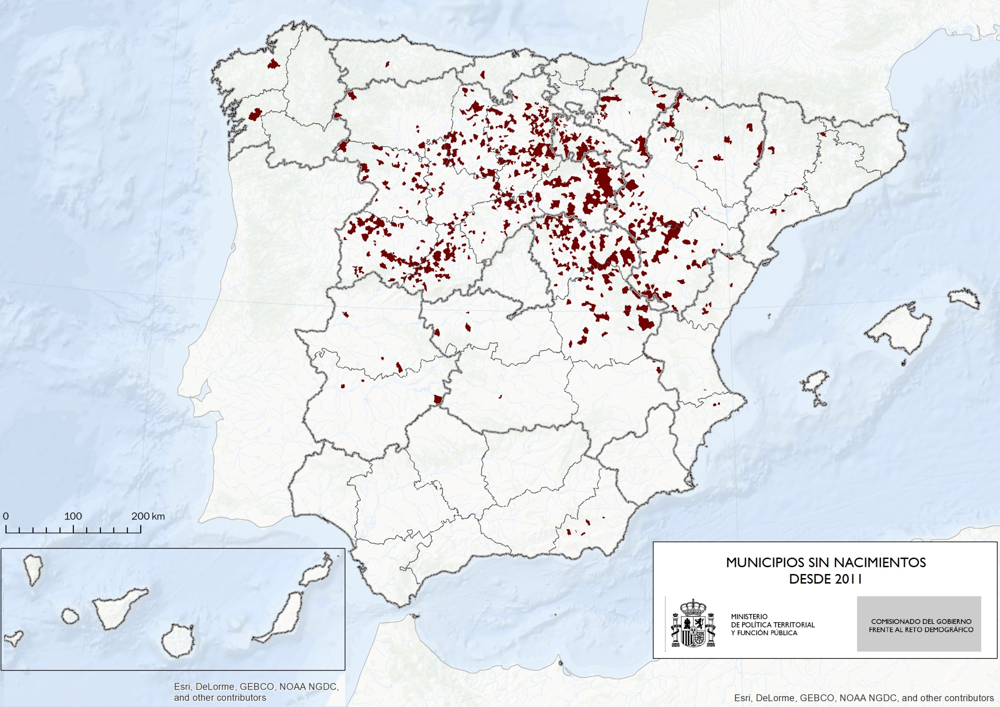 0 100 200 km
MUNICIPIOS SIN NACIMIENTOS
DESDE 2011
MINISTERIO
DE POLÍTICA TERRITORIAL
Y FUNCIÓN PÚBLICA
COMISIONADO DEL GOBIERNO
FRENTE AL RETO DEMOGRÁFICO
Esri, DeLorme, GEBCO, NOAA NGDC,
and other contributors
Esri, DeLorme, GEBCO, NOAA NGDC, and other contributors